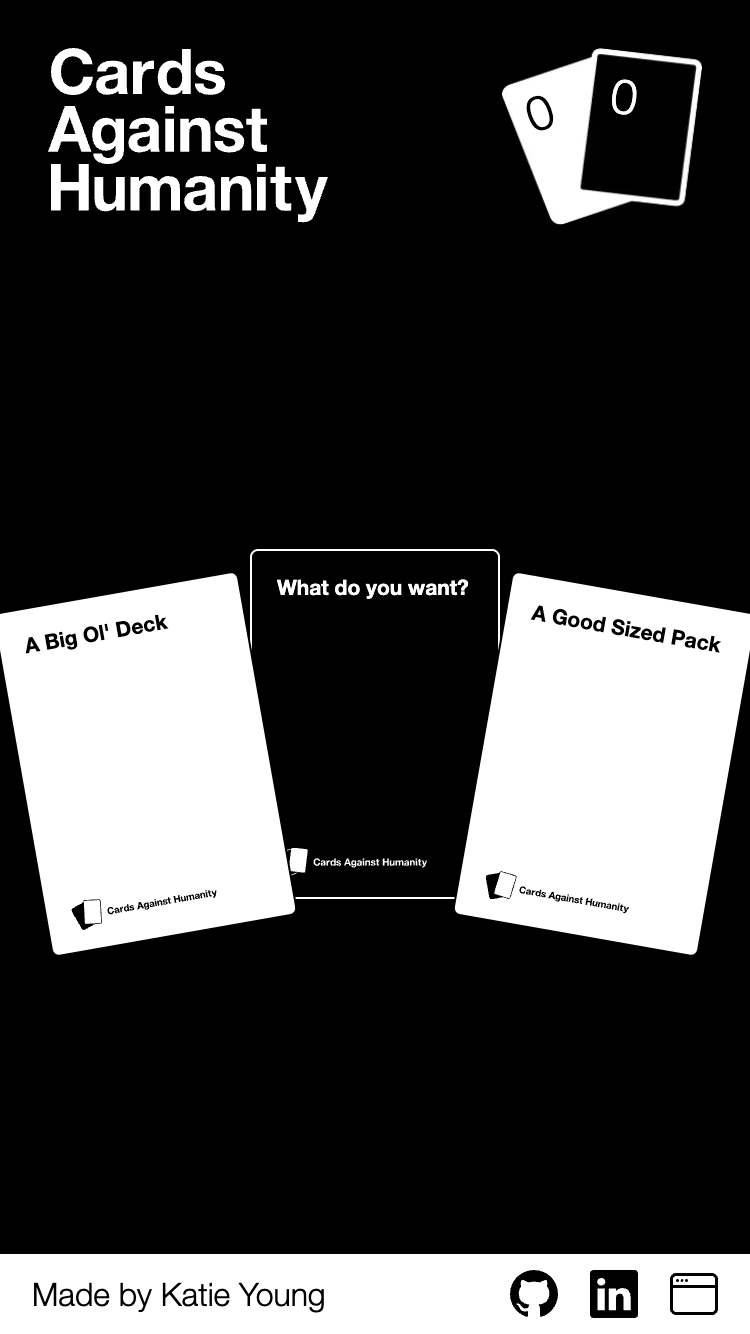 Cards
Against
Humanity
0
0
What do you want?
A Big Ol' Deck
A Good Sized Pack
Cards Against Humanity
Cards Against Humanity
Cards Against Humanity
Made by Katie Young
in